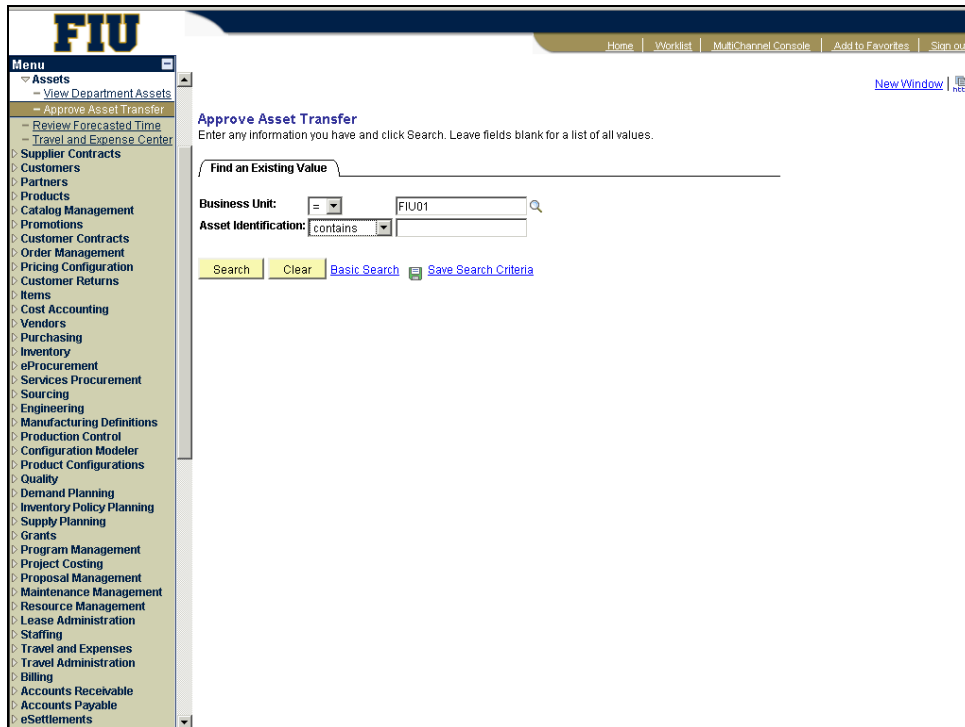 FIU
Home | Worklist | MultiChannel Console | Add to Favorites | Sign ou
Menu
Assets
– View Department Assets
– Approve Asset Transfer
– Review Forecasted Time
– Travel and Expense Center
Supplier Contracts
Customers
Partners
Products
Catalog Management
Promotions
Customer Contracts
Order Management
Pricing Configuration
Customer Returns
Items
Cost Accounting
Vendors
Purchasing
Inventory
eProcurement
Services Procurement
Sourcing
Engineering
Manufacturing Definitions
Production Control
Configuration Modeler
Product Configurations
Quality
Demand Planning
Inventory Policy Planning
Supply Planning
Grants
Program Management
Project Costing
Proposal Management
Maintenance Management
Resource Management
Lease Administration
Staffing
Travel and Expenses
Travel Administration
Billing
Accounts Receivable
Accounts Payable
eSettlements
New Window | htt
Approve Asset Transfer
Enter any information you have and click Search. Leave fields blank for a list of all values.
Find an Existing Value
Business Unit: = FIU01
Asset Identification: contains
Search Clear Basic Search Save Search Criteria